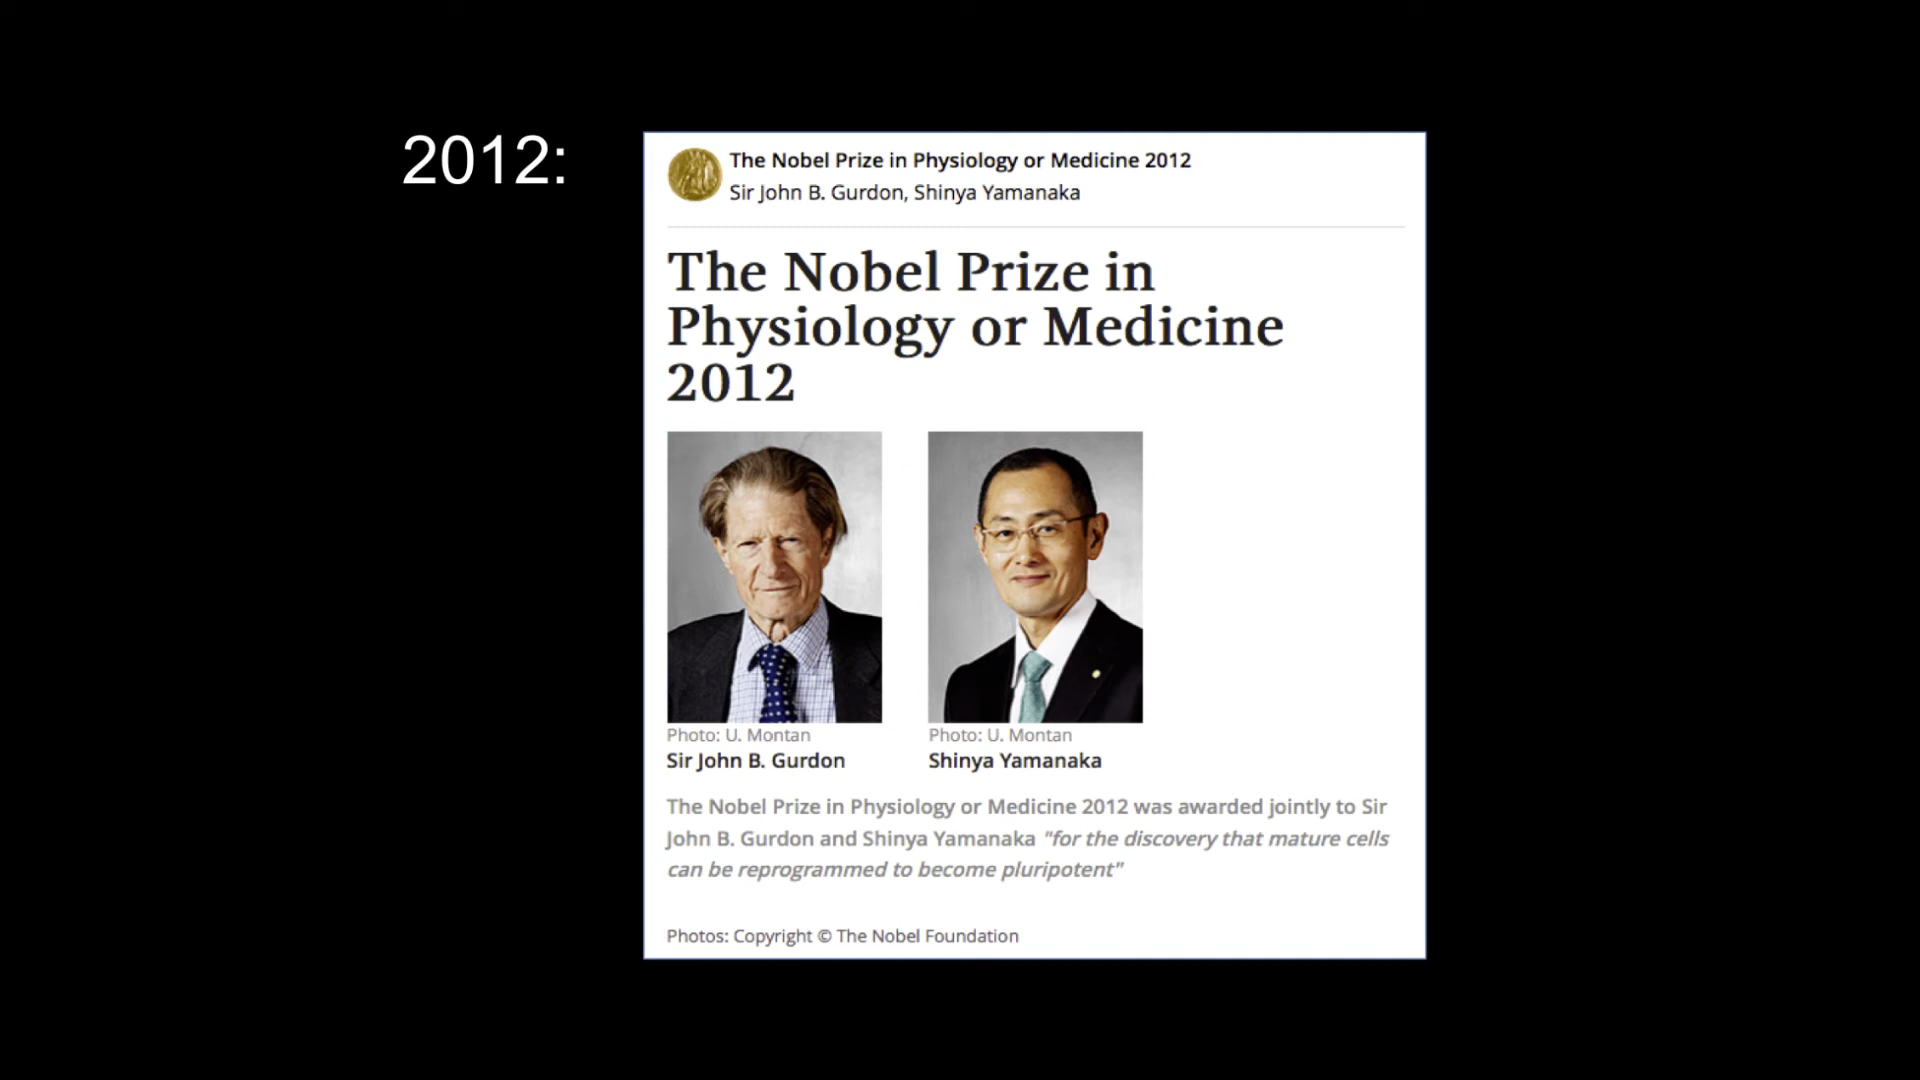 2012:
The Nobel Prize in Physiology or Medicine 2012
Sir John B. Gurdon, Shinya Yamanaka
The Nobel Prize in
Physiology or Medicine
2012
Photo: U. Montan
Sir John B. Gurdon
Photo: U. Montan
Shinya Yamanaka
The Nobel Prize in Physiology or Medicine 2012 was awarded jointly to Sir
John B. Gurdon and Shinya Yamanaka "for the discovery that mature cells
can be reprogrammed to become pluripotent"
Photos: Copyright © The Nobel Foundation